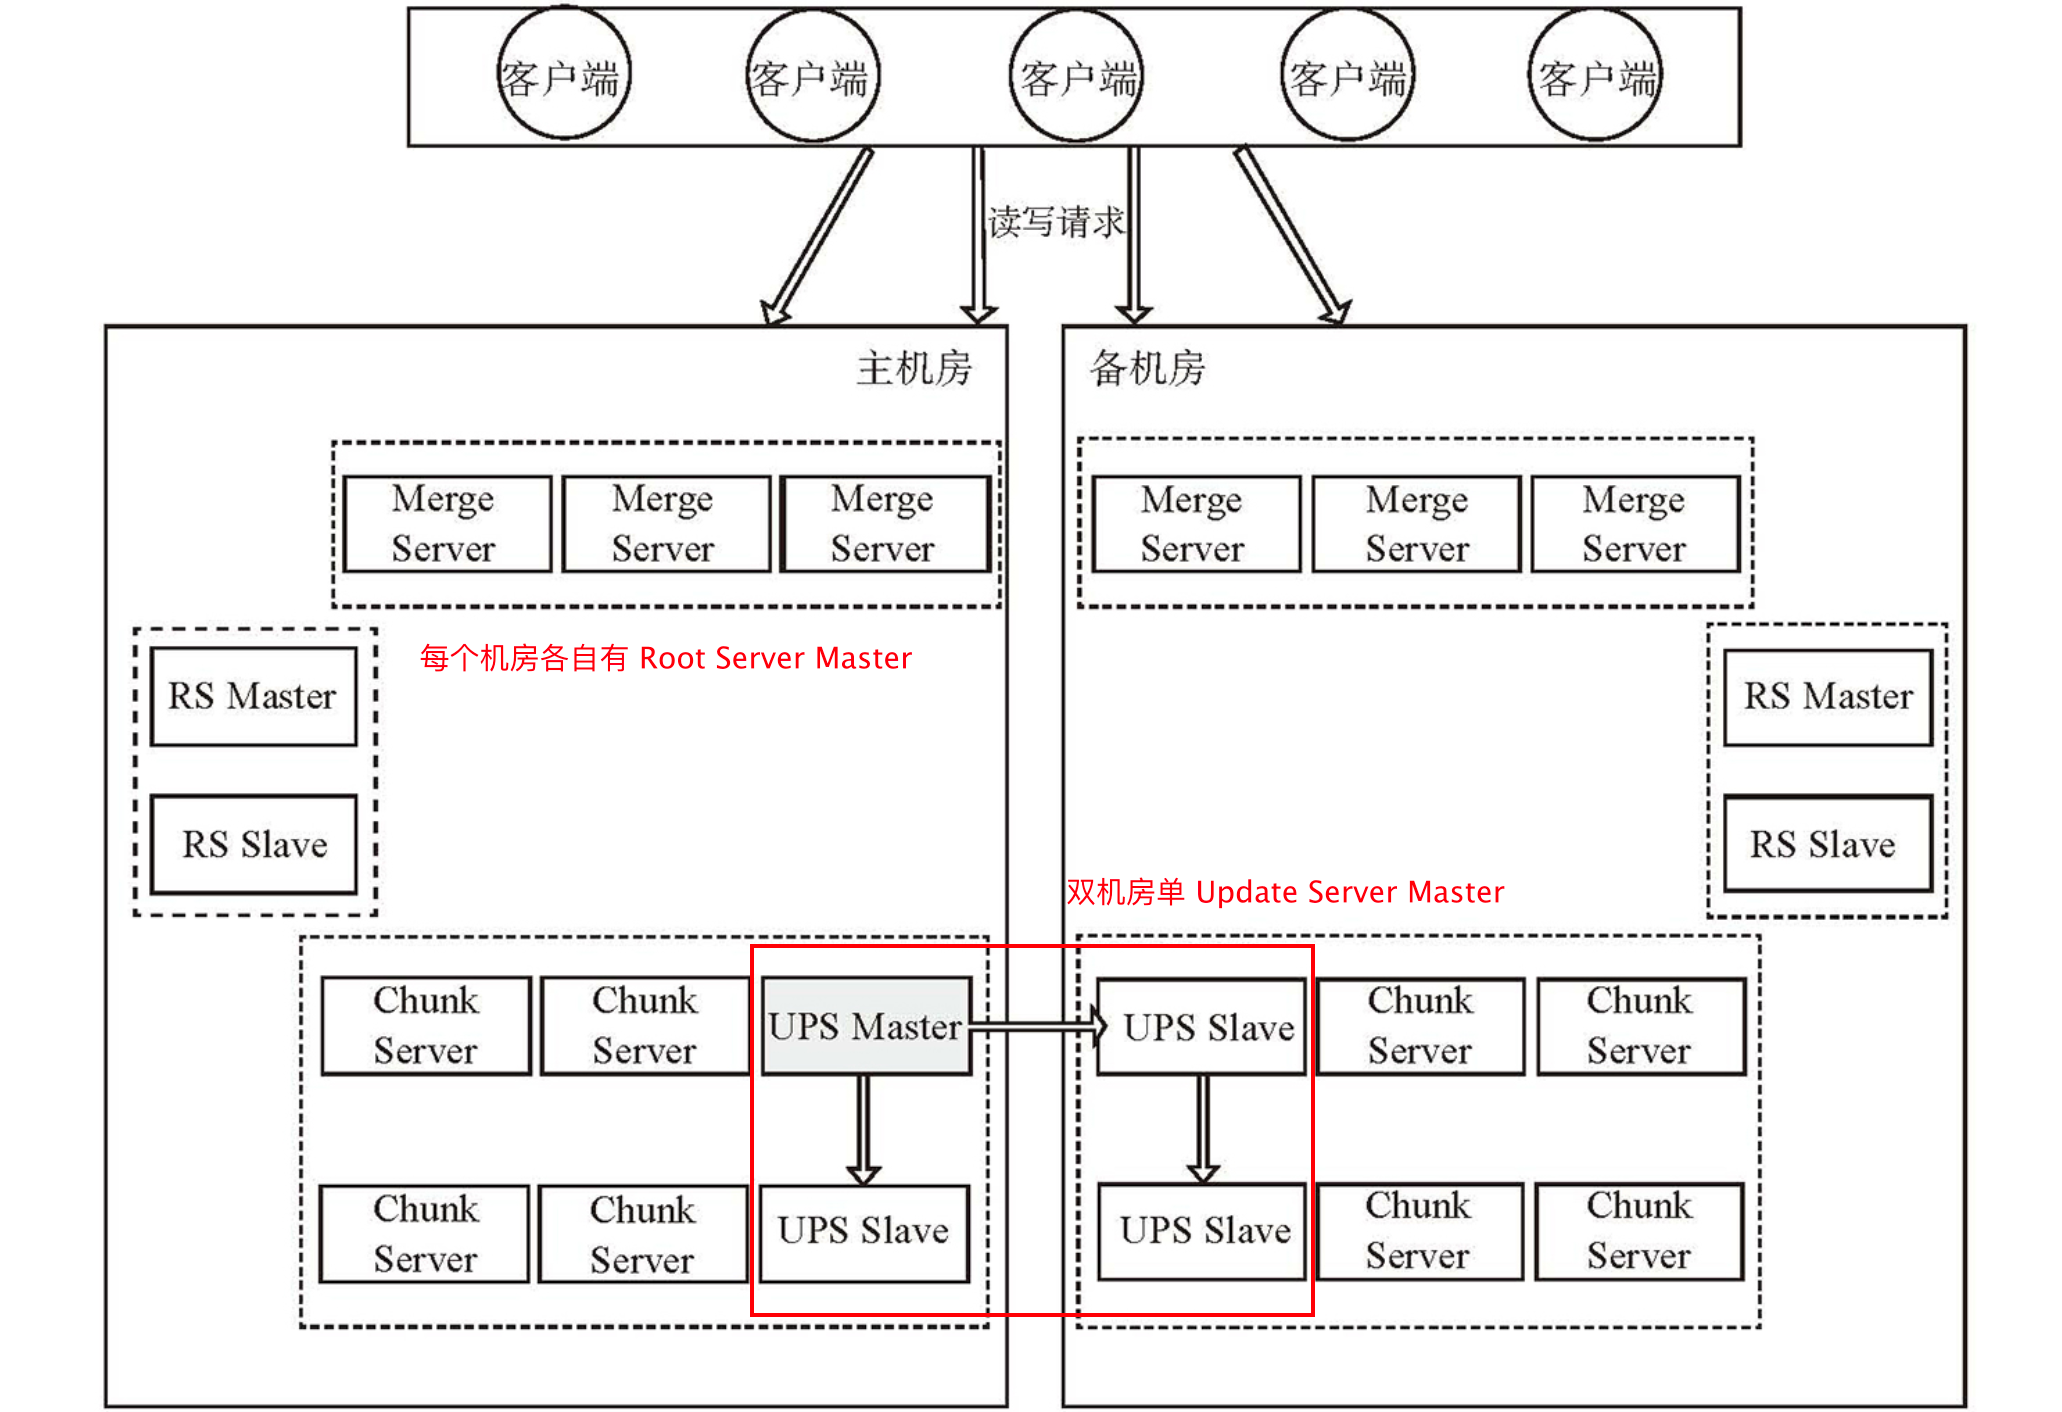 客户端 客户端 客户端 客户端 客户端
读写请求
主机房
备机房
Merge Server
Merge Server
Merge Server
Merge Server
Merge Server
Merge Server
每个机房各自有 Root Server Master
RS Master
RS Slave
RS Master
RS Slave
双机房单 Update Server Master
Chunk Server
Chunk Server
UPS Master
UPS Slave
Chunk Server
Chunk Server
Chunk Server
Chunk Server
UPS Slave
UPS Slave
Chunk Server
Chunk Server